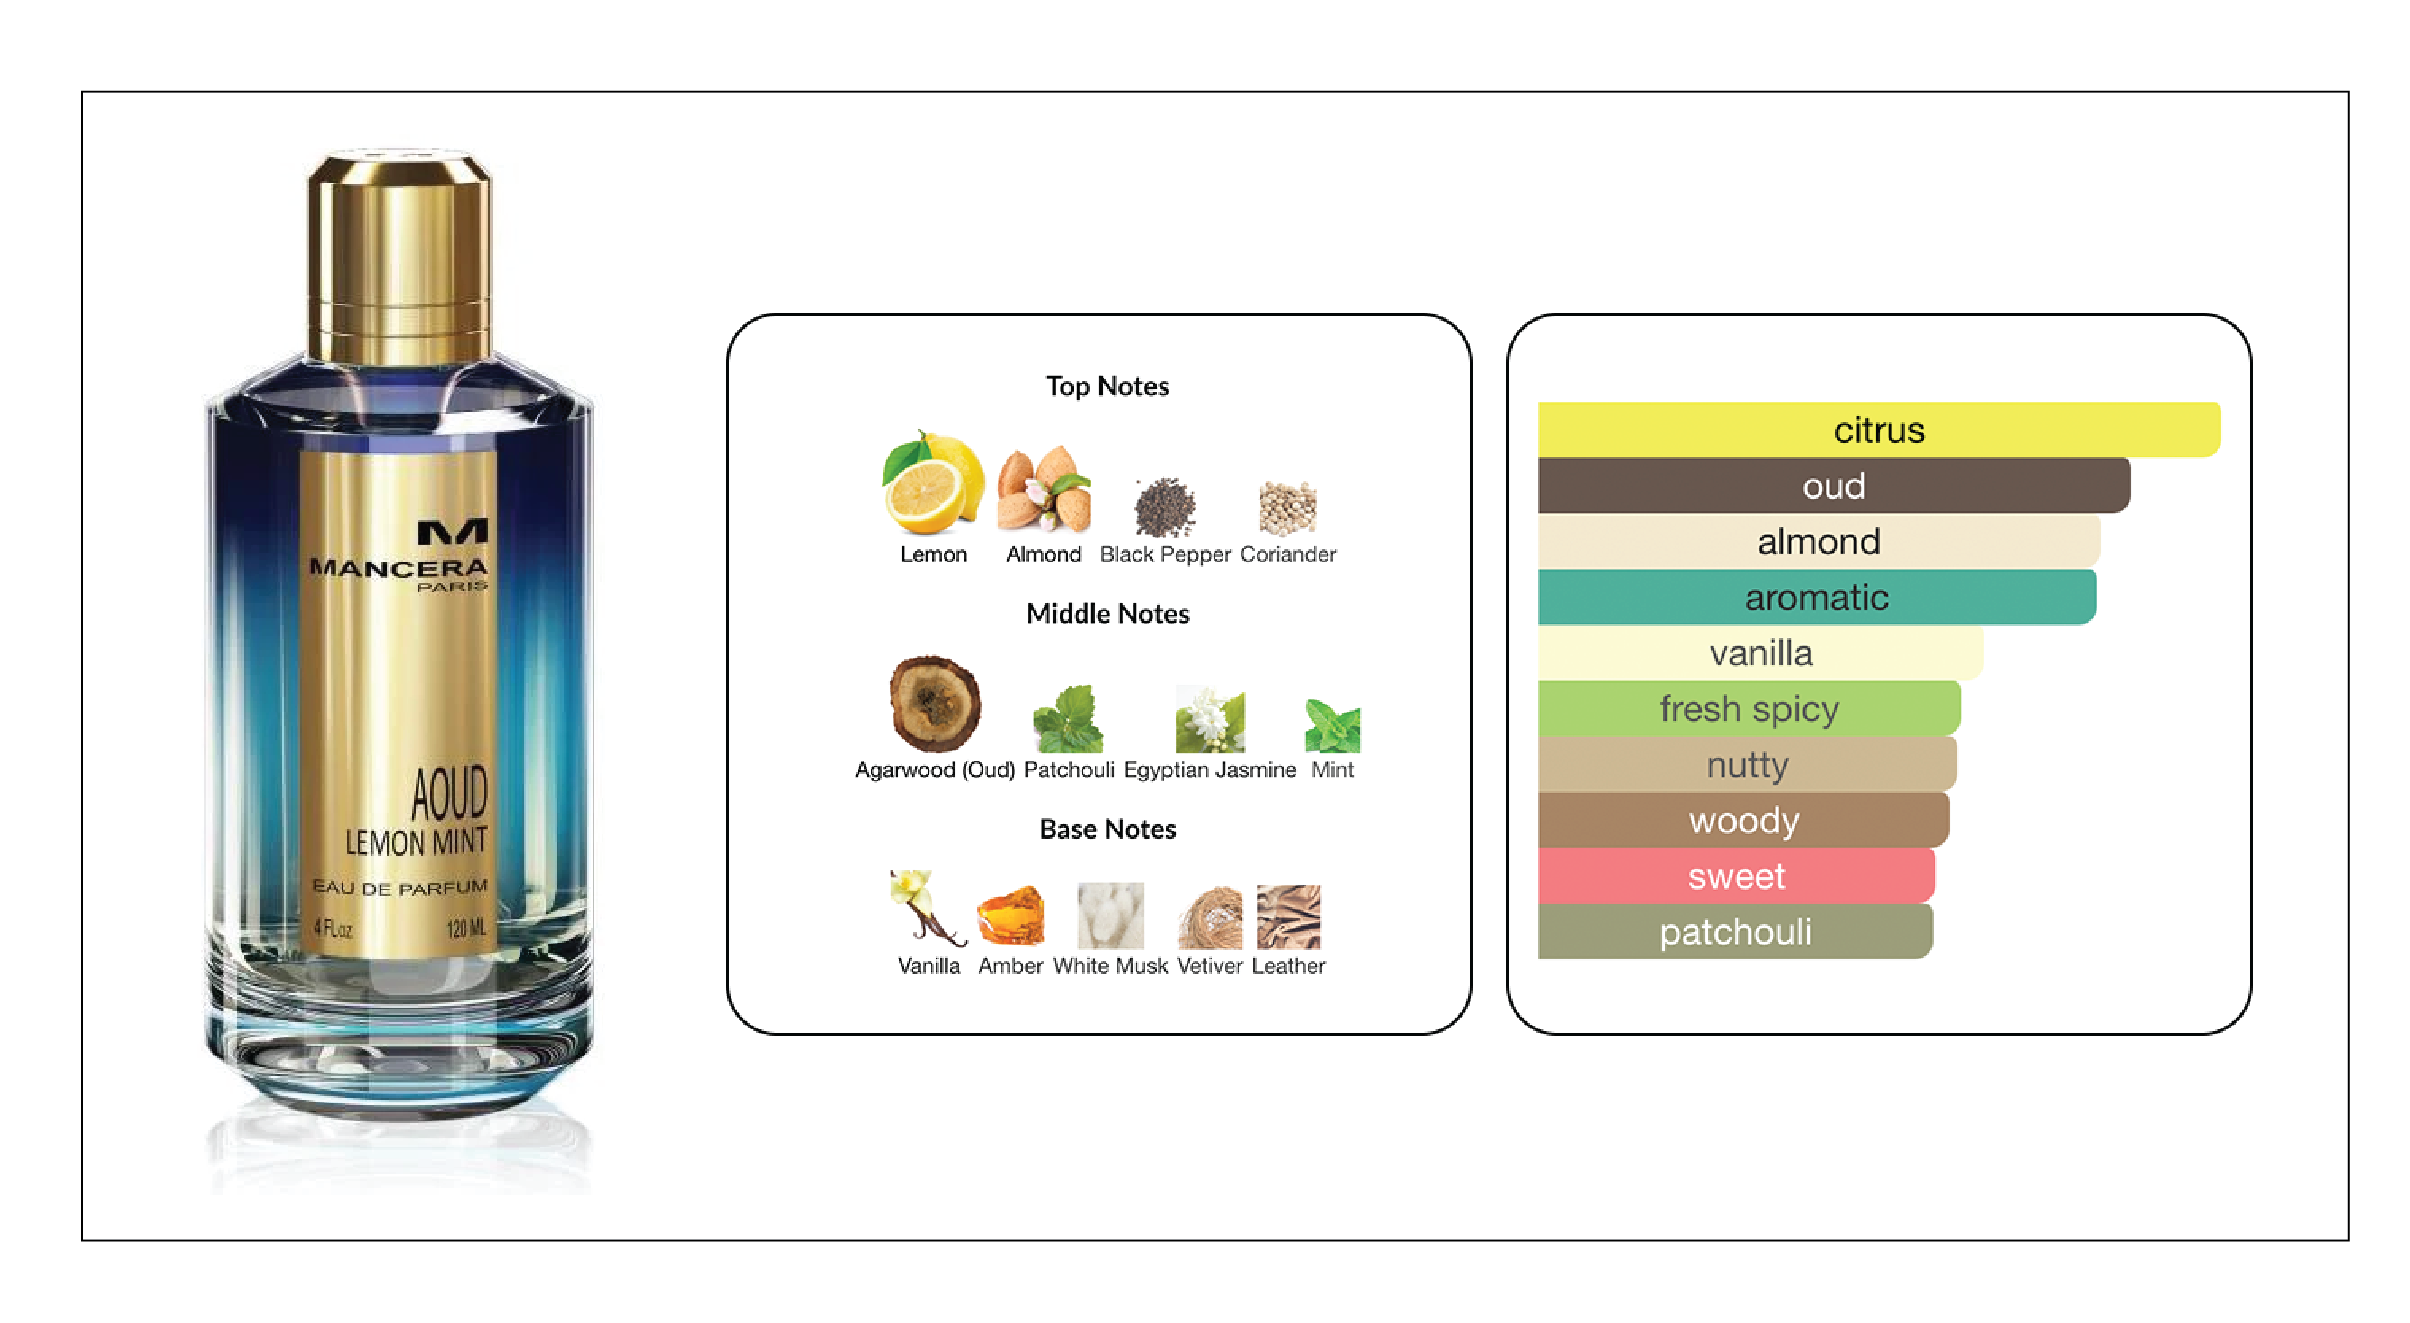 M
MANCERA
PARIS
AOUD
LEMON MINT
EAU DE PARFUM
4 FL.oz 120 ML
Top Notes
Lemon Almond Black Pepper Coriander
Middle Notes
Agarwood (Oud) Patchouli Egyptian Jasmine Mint
Base Notes
Vanilla Amber White Musk Vetiver Leather
citrus
oud
almond
aromatic
vanilla
fresh spicy
nutty
woody
sweet
patchouli